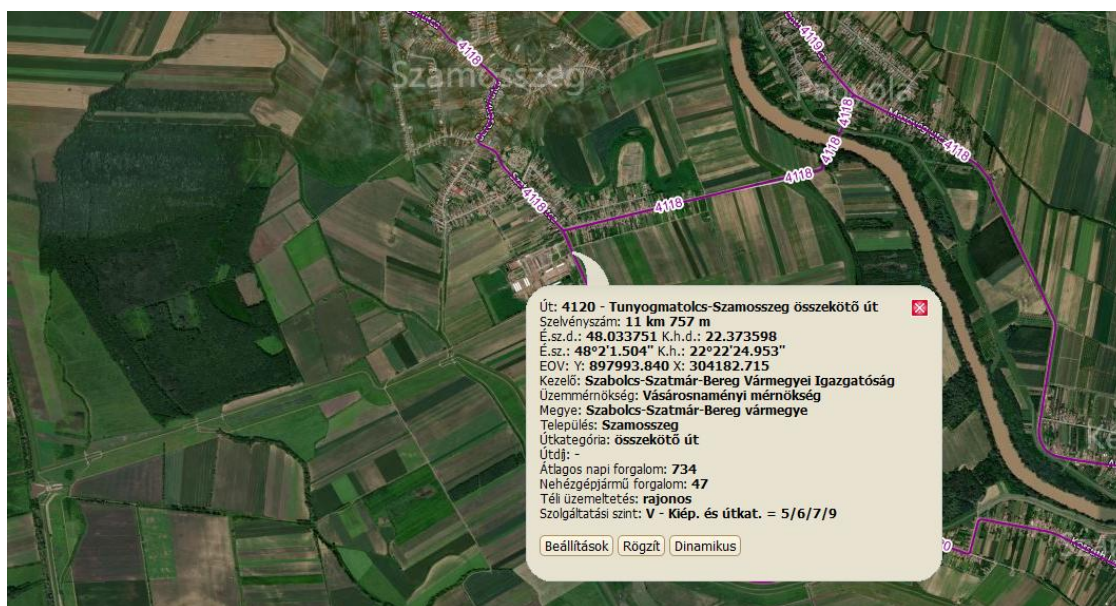 4118
4119
Szamosszeg
Panyola
4118
4118
4118
4118
4118
4118
Út: 4120 - Tunyogmatolcs-Szamosszeg összekötő út
Szelvényszám: 11 km 757 m
É.sz.d.: 48.033751 K.h.d.: 22.373598
É.sz.: 48°2'1.504" K.h.: 22°22'24.953"
EOV: Y: 897993.840 X: 304182.715
Kezelő: Szabolcs-Szatmár-Bereg Vármegyei Igazgatóság
Üzemmérnökség: Vásárosnaményi mérnökség
Megye: Szabolcs-Szatmár-Bereg vármegye
Település: Szamosszeg
Útkategória: összekötő út
Útdíj: -
Átlagos napi forgalom: 734
Nehézgépjármű forgalom: 47
Téli üzemeltetés: rajonos
Szolgáltatási szint: V - Kiép. és útkat. = 5/6/7/9
Beállítások Rögzít Dinamikus